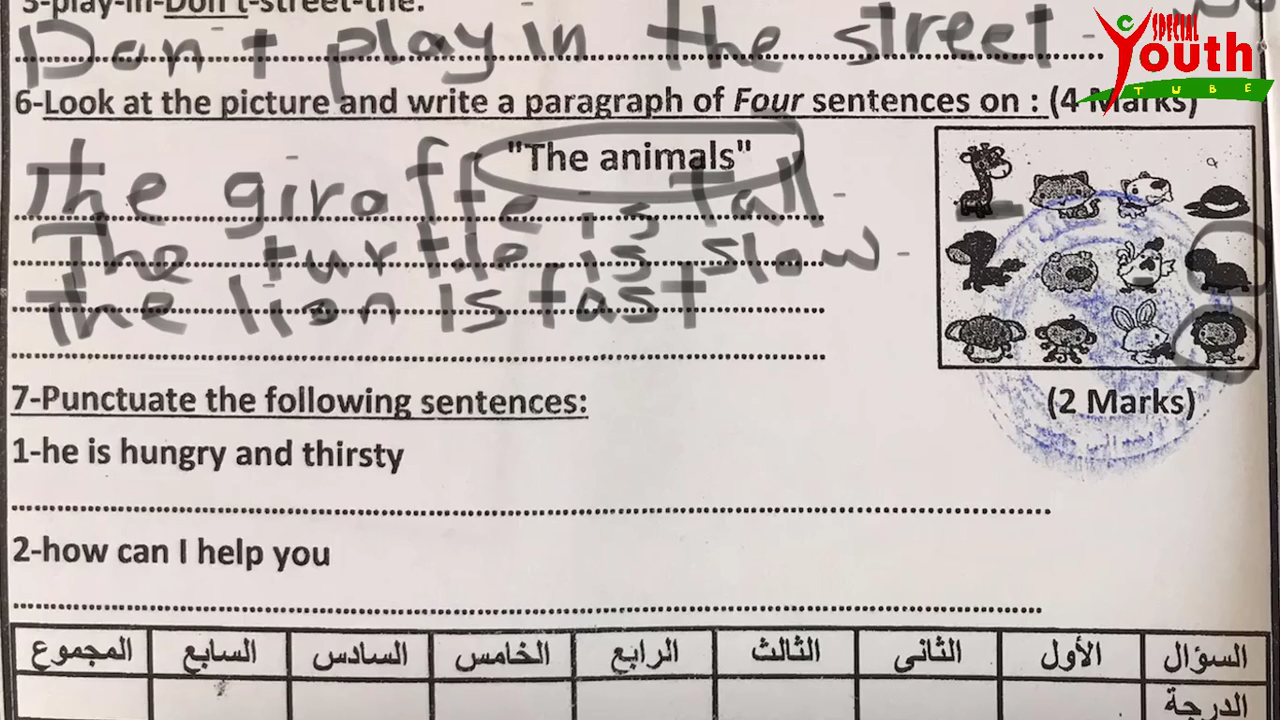 3-play-in-Don't-street-the.
Don't play in the street
6-Look at the picture and write a paragraph of Four sentences on : (4 Marks)
"The animals"
The giraffe is tall
The turtle is slow
The lion is fast
7-Punctuate the following sentences: (2 Marks)
1-he is hungry and thirsty
2-how can I help you
السؤال الأول الثانى الثالث الرابع الخامس السادس السابع المجموع
الدرجة
SPECIAL
Youth
TUBE